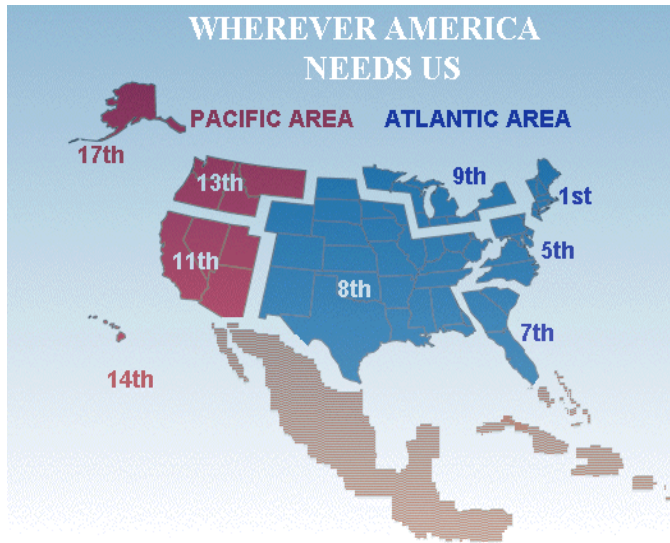 WHEREVER AMERICA
NEEDS US
PACIFIC AREA
ATLANTIC AREA
17th
13th
9th
1st
11th
5th
8th
7th
14th